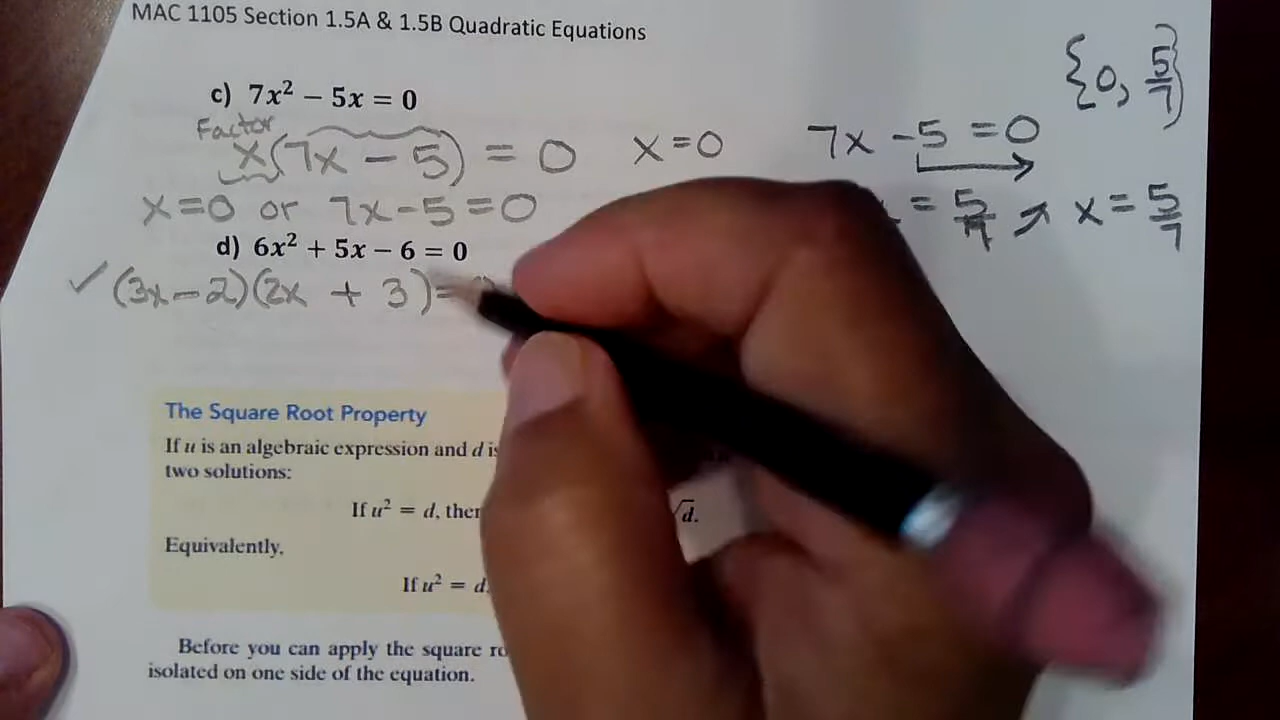 MAC 1105 Section 1.5A & 1.5B Quadratic Equations
{0, 5/7}
c) 7x² − 5x = 0
Factor
x(7x − 5) = 0 x=0 7x −5 =0
x=0 or 7x−5=0 = 5/7 x = 5/7
d) 6x² + 5x − 6 = 0
✓ (3x−2)(2x + 3)=
The Square Root Property
If u is an algebraic expression and d is
two solutions:
If u² = d, then √d.
Equivalently,
If u² = d
Before you can apply the square
isolated on one side of the equation.